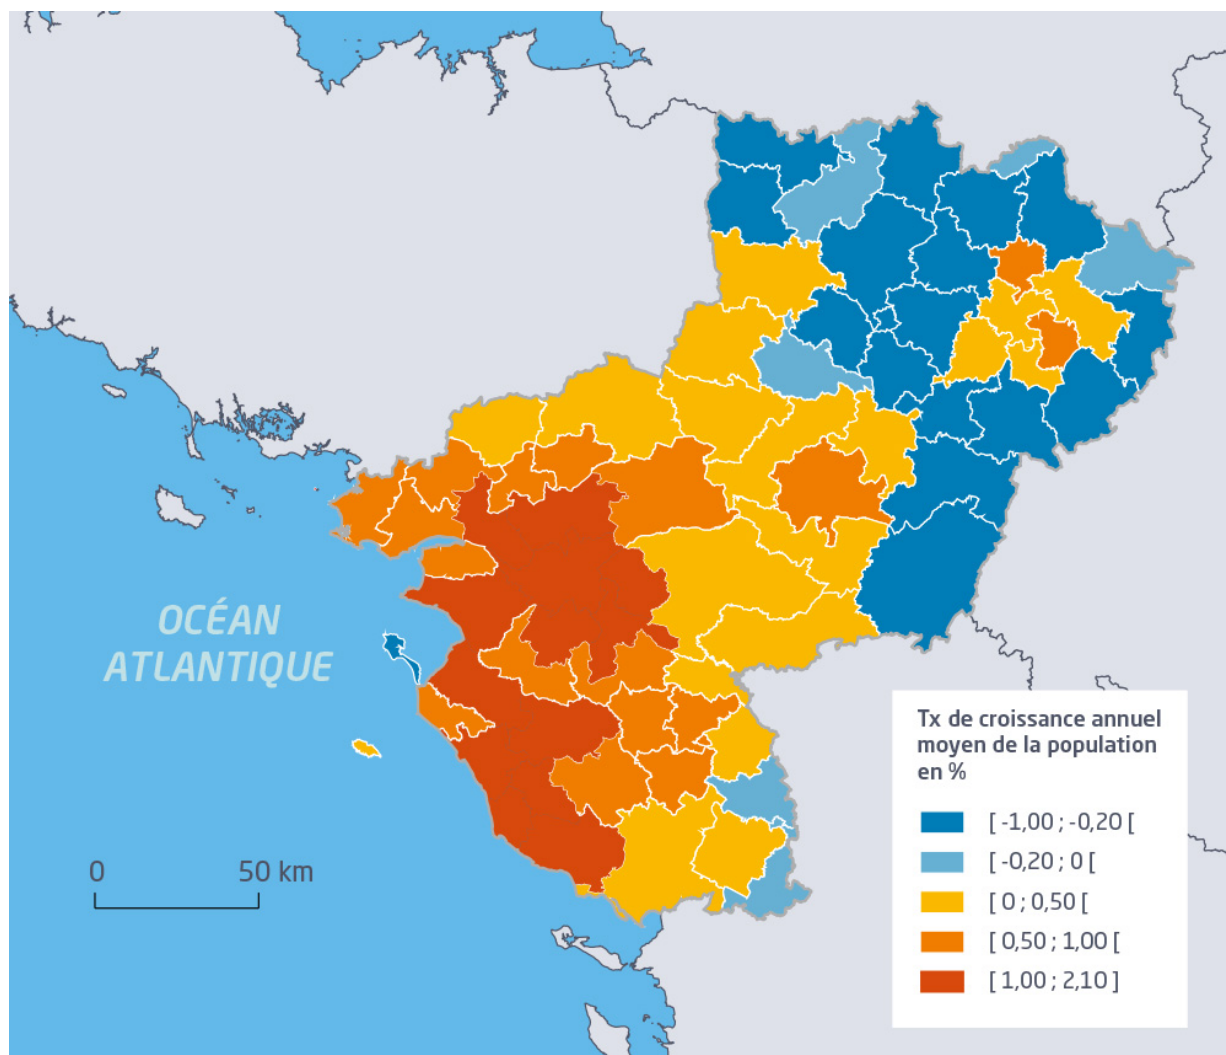 OCÉAN
ATLANTIQUE
0 50 km
Tx de croissance annuel
moyen de la population
en %
[ -1,00 ; -0,20 [
[ -0,20 ; 0 [
[ 0 ; 0,50 [
[ 0,50 ; 1,00 [
[ 1,00 ; 2,10 ]